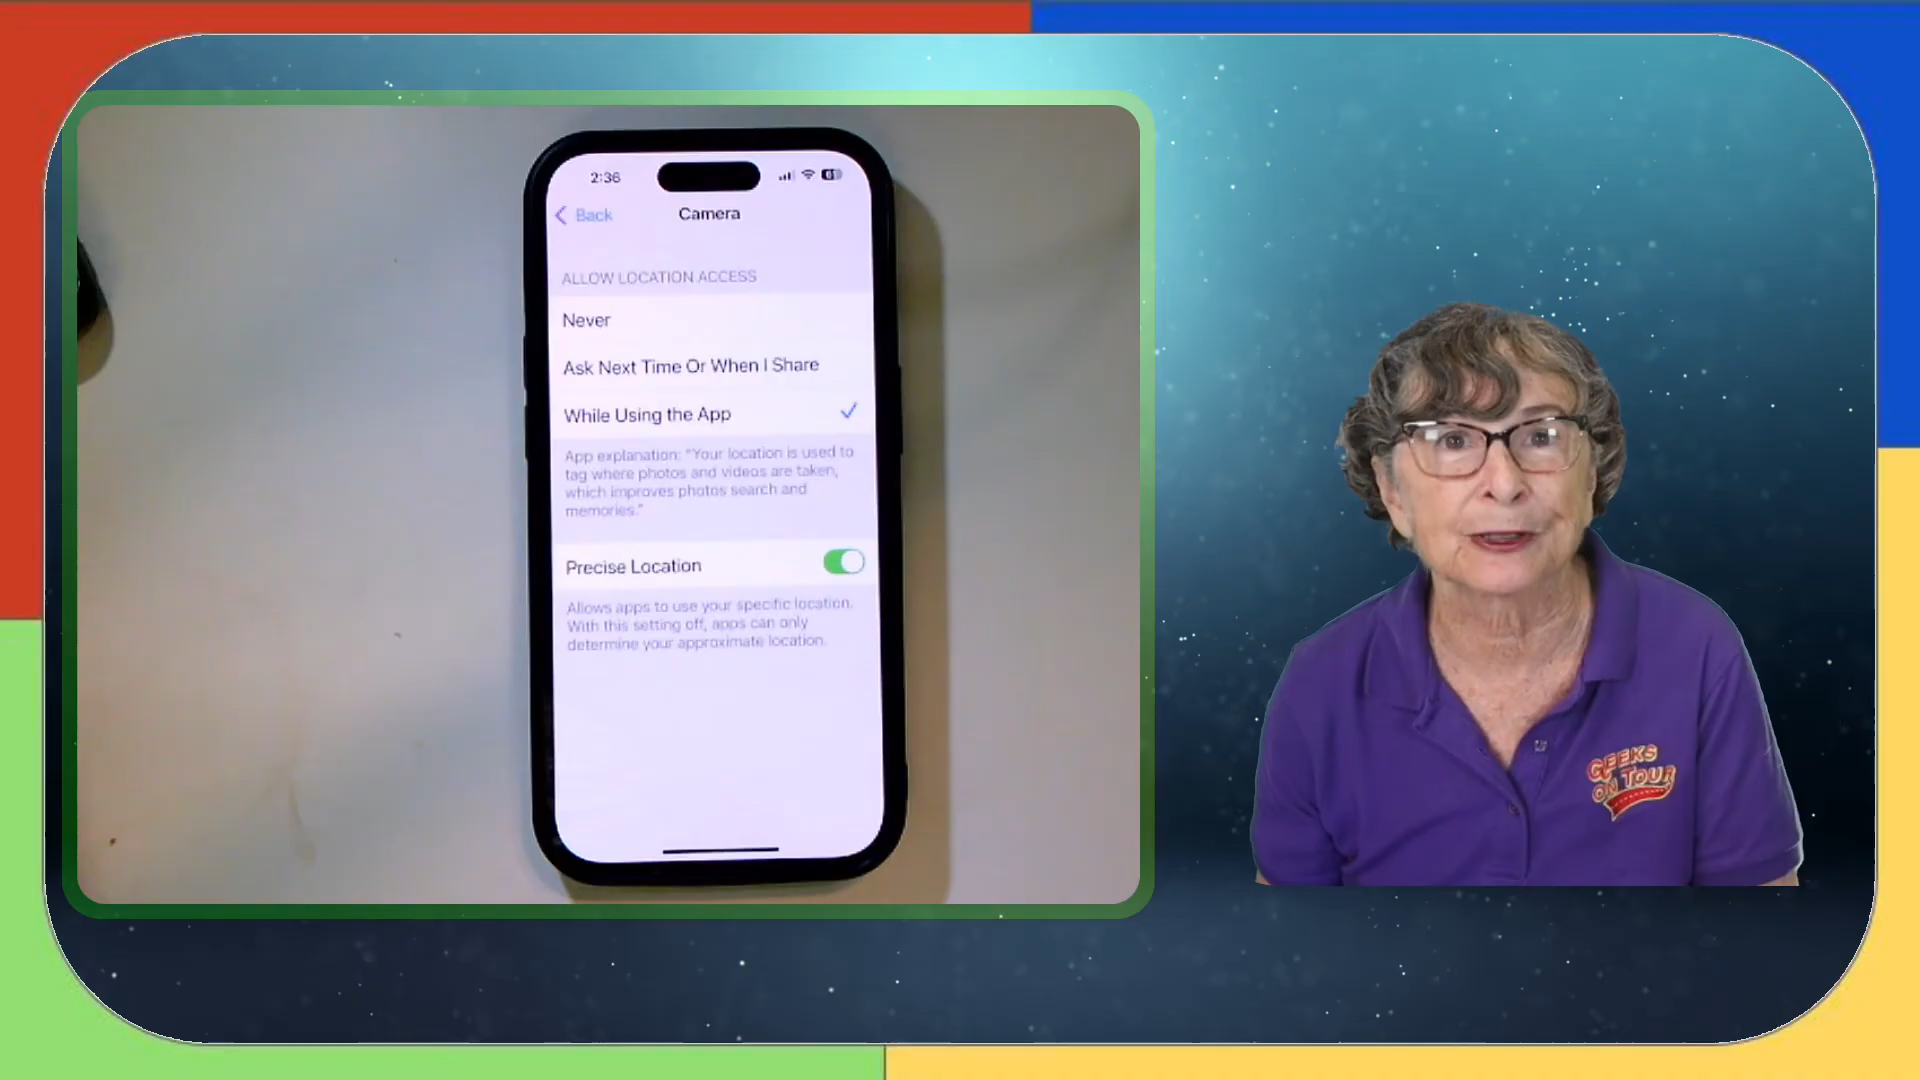 2:36
Back
Camera
ALLOW LOCATION ACCESS
Never
Ask Next Time Or When I Share
While Using the App
App explanation: "Your location is used to
tag where photos and videos are taken,
which improves photos search and
memories."
Precise Location
Allows apps to use your specific location.
With this setting off, apps can only
determine your approximate location.
GEEKS
ON TOUR